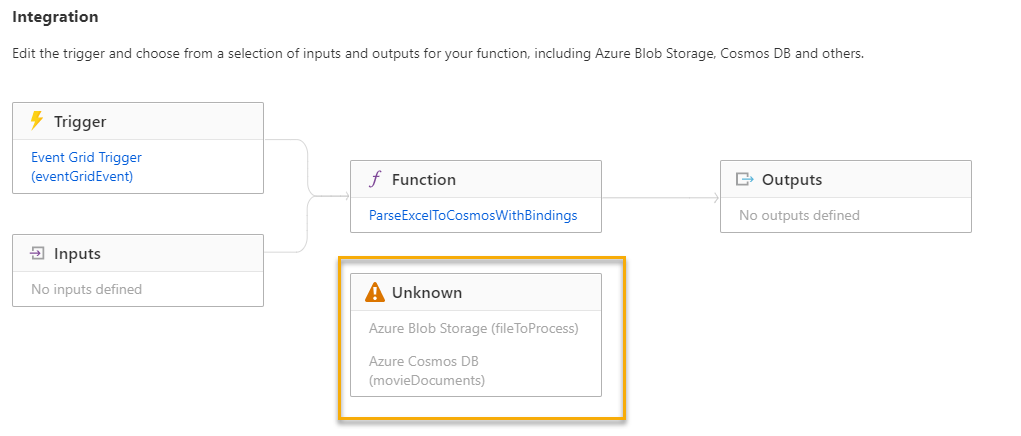 Integration
Edit the trigger and choose from a selection of inputs and outputs for your function, including Azure Blob Storage, Cosmos DB and others.
Trigger
Event Grid Trigger
(eventGridEvent)
Inputs
No inputs defined
Function
ParseExcelToCosmosWithBindings
Unknown
Azure Blob Storage (fileToProcess)
Azure Cosmos DB
(movieDocuments)
Outputs
No outputs defined